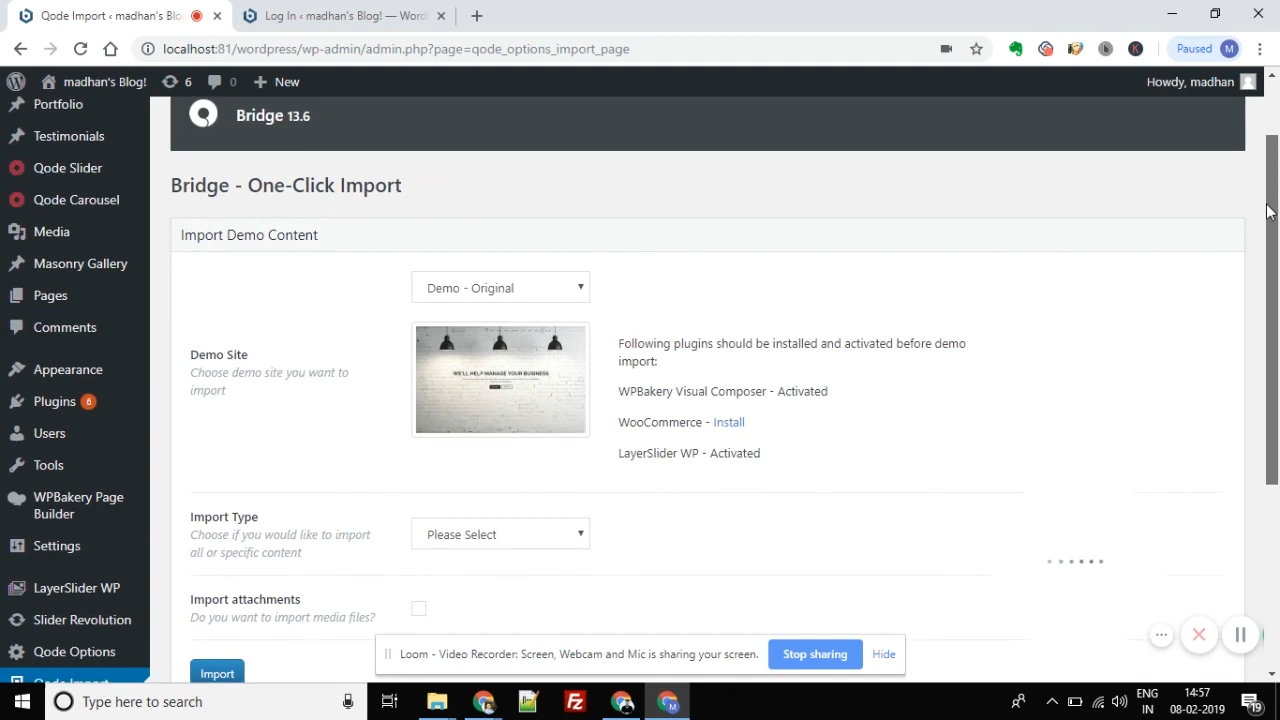 Qode Import ‹ madhan's Blo
Log In ‹ madhan's Blog! — Word
localhost:81/wordpress/wp-admin/admin.php?page=qode_options_import_page
Paused
M
madhan's Blog!
6
0
New
Howdy, madhan
Portfolio
Testimonials
Qode Slider
Qode Carousel
Media
Masonry Gallery
Pages
Comments
Appearance
Plugins 6
Users
Tools
WPBakery Page
Builder
Settings
LayerSlider WP
Slider Revolution
Qode Options
Qode Import
Bridge 13.6
Bridge - One-Click Import
Import Demo Content
Demo - Original
Demo Site
Choose demo site you want to
import
WE'LL HELP MANAGE YOUR BUSINESS
Following plugins should be installed and activated before demo
import:
WPBakery Visual Composer - Activated
WooCommerce - Install
LayerSlider WP - Activated
Import Type
Choose if you would like to import
all or specific content
Please Select
Import attachments
Do you want to import media files?
Import
Loom - Video Recorder: Screen, Webcam and Mic is sharing your screen.
Stop sharing
Hide
Type here to search
ENG
IN
14:57
08-02-2019
19